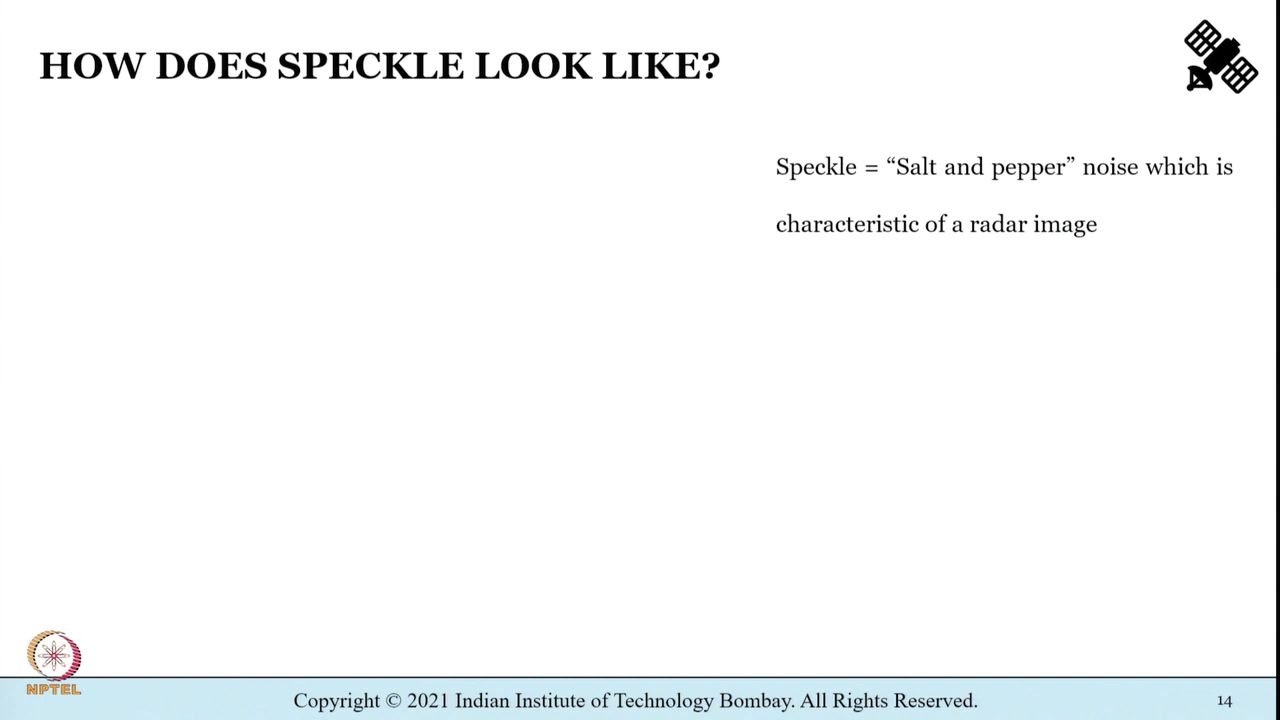 HOW DOES SPECKLE LOOK LIKE?
Speckle = “Salt and pepper” noise which is
characteristic of a radar image
NPTEL
Copyright © 2021 Indian Institute of Technology Bombay. All Rights Reserved.
14